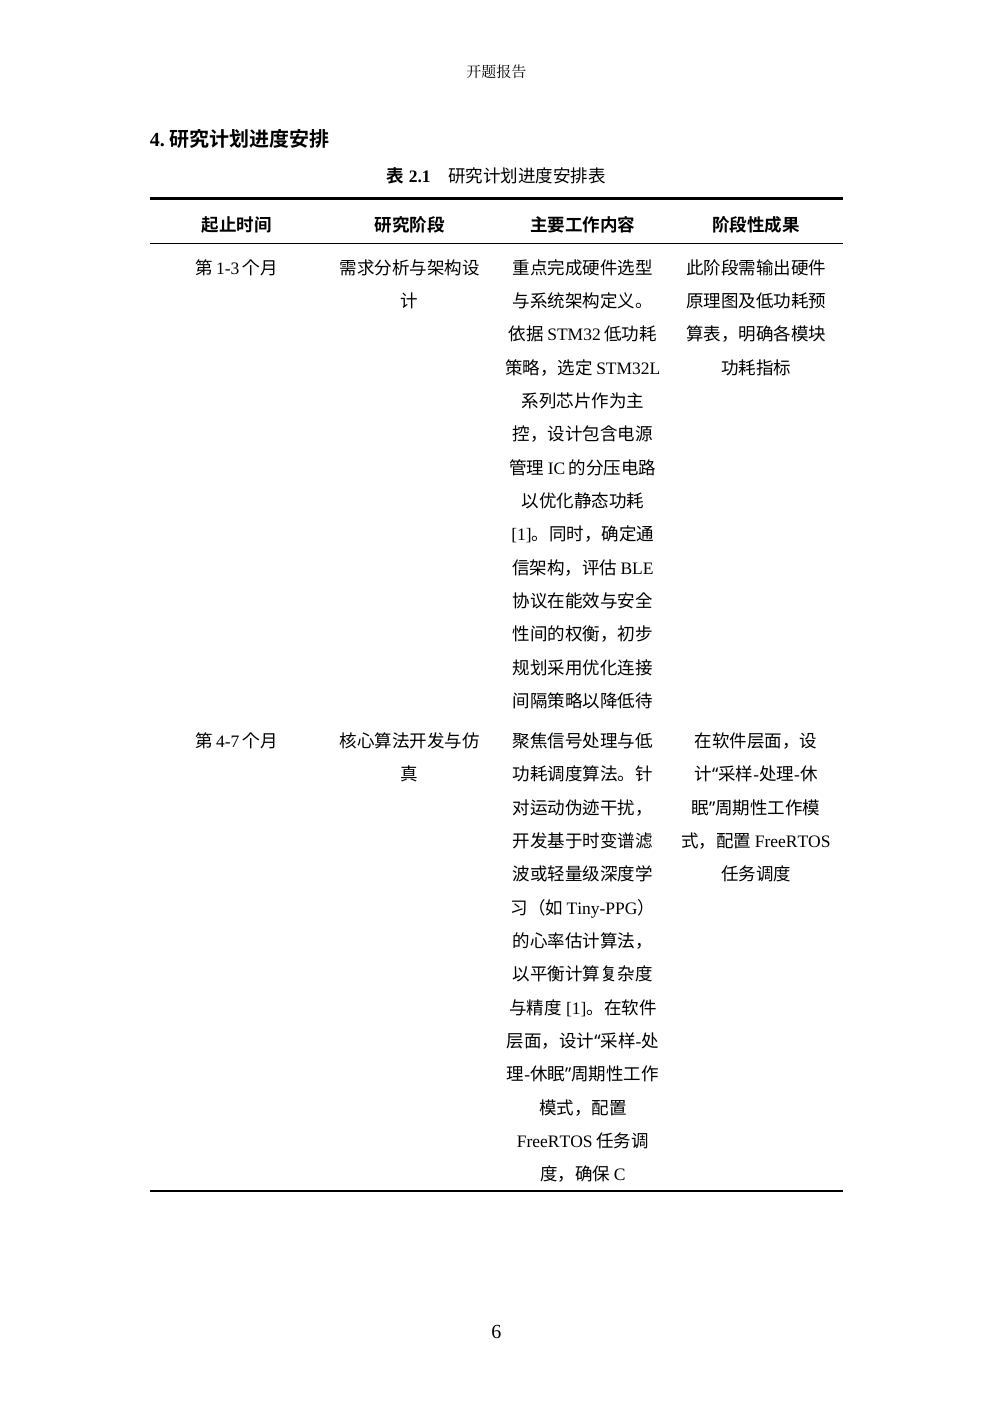 开题报告
4. 研究计划进度安排
表 2.1 研究计划进度安排表
起止时间 研究阶段 主要工作内容 阶段性成果
第 1-3 个月
需求分析与架构设
计
重点完成硬件选型
与系统架构定义。
依据 STM32 低功耗
策略，选定 STM32L
系列芯片作为主
控，设计包含电源
管理 IC 的分压电路
以优化静态功耗
[1]。同时，确定通
信架构，评估 BLE
协议在能效与安全
性间的权衡，初步
规划采用优化连接
间隔策略以降低待
此阶段需输出硬件
原理图及低功耗预
算表，明确各模块
功耗指标
第 4-7 个月
核心算法开发与仿
真
聚焦信号处理与低
功耗调度算法。针
对运动伪迹干扰，
开发基于时变谱滤
波或轻量级深度学
习（如 Tiny-PPG）
的心率估计算法，
以平衡计算复杂度
与精度 [1]。在软件
层面，设计“采样-处
理-休眠”周期性工作
模式，配置
FreeRTOS 任务调
度，确保 C
在软件层面，设
计“采样-处理-休
眠”周期性工作模
式，配置 FreeRTOS
任务调度
6